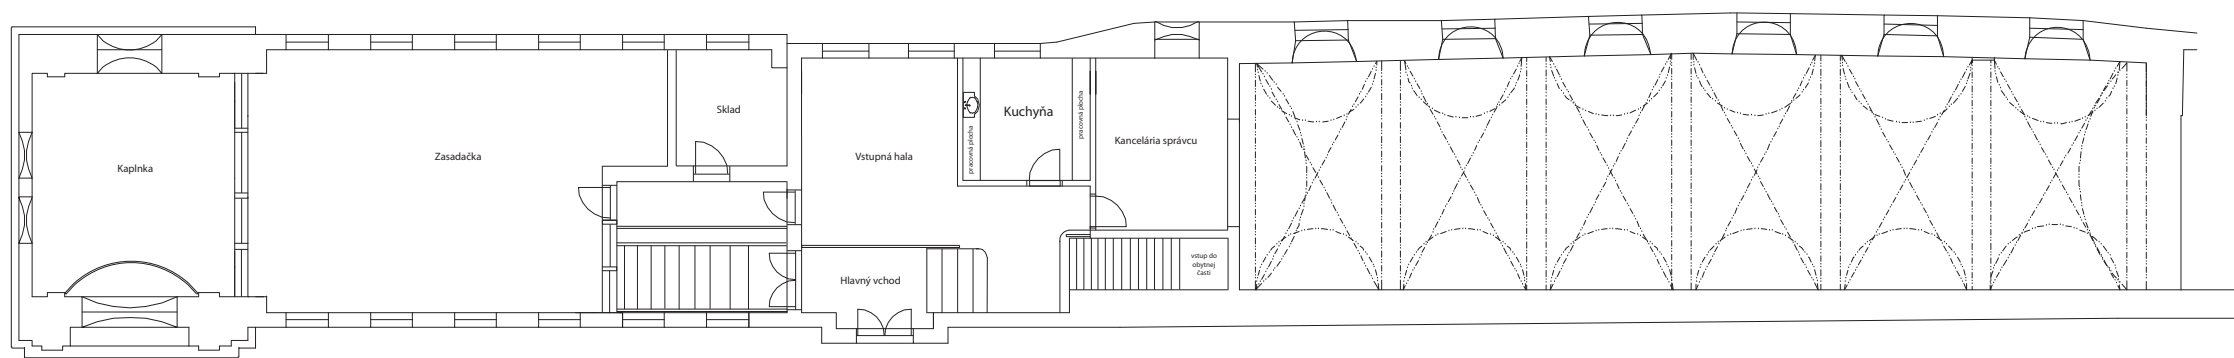 Kaplnka
Zasadačka
Sklad
Vstupná hala
pracovná plocha
Kuchyňa
pracovná plocha
Kancelária správcu
Hlavný vchod
vstup do
obytnej
časti